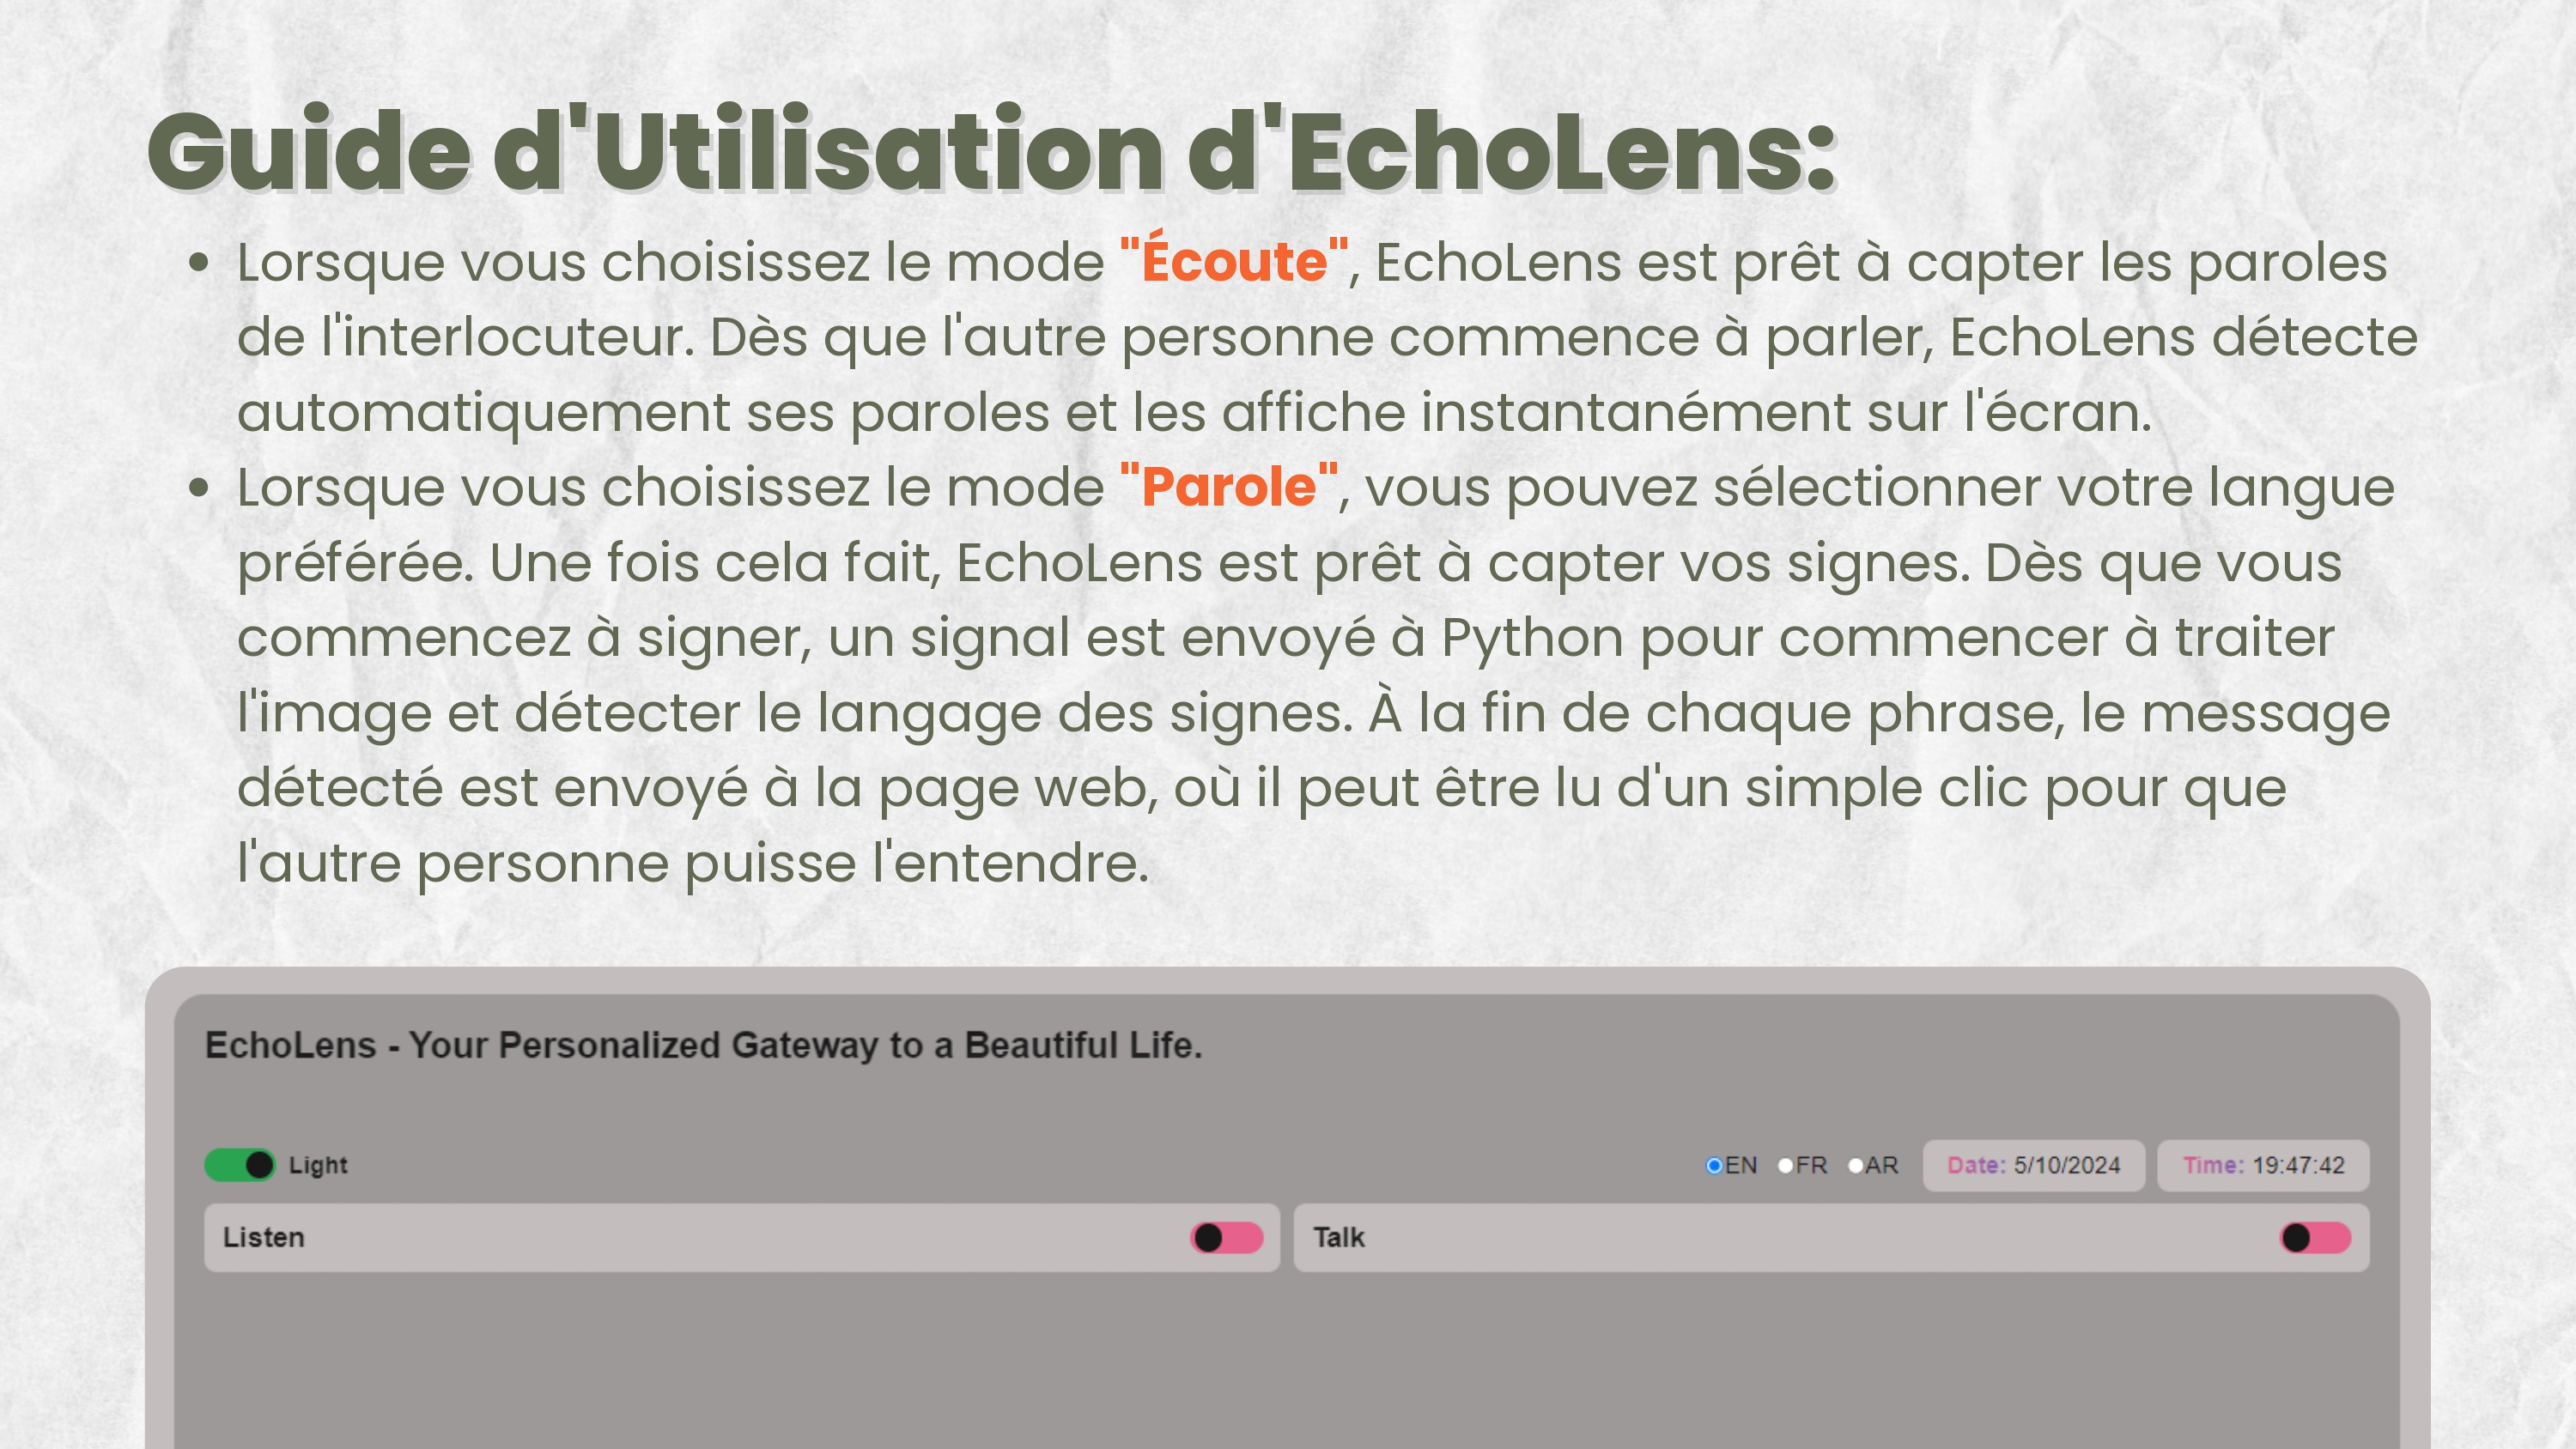 Guide d'Utilisation d'EchoLens:
• Lorsque vous choisissez le mode "Écoute", EchoLens est prêt à capter les paroles
de l'interlocuteur. Dès que l'autre personne commence à parler, EchoLens détecte
automatiquement ses paroles et les affiche instantanément sur l'écran.
• Lorsque vous choisissez le mode "Parole", vous pouvez sélectionner votre langue
préférée. Une fois cela fait, EchoLens est prêt à capter vos signes. Dès que vous
commencez à signer, un signal est envoyé à Python pour commencer à traiter
l'image et détecter le langage des signes. À la fin de chaque phrase, le message
détecté est envoyé à la page web, où il peut être lu d'un simple clic pour que
l'autre personne puisse l'entendre.
EchoLens - Your Personalized Gateway to a Beautiful Life.
Light EN FR AR Date: 5/10/2024 Time: 19:47:42
Listen Talk